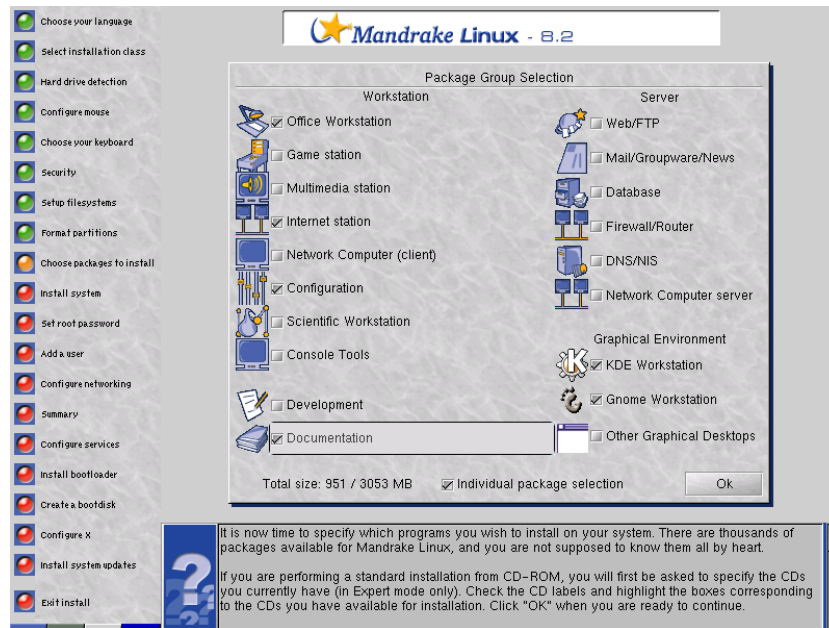 Choose your language
Select installation class
Hard drive detection
Configure mouse
Choose your keyboard
Security
Setup filesystems
Format partitions
Choose packages to install
Install system
Set root password
Add a user
Configure networking
Summary
Configure services
Install bootloader
Create a bootdisk
Configure X
Install system updates
Exit install
Mandrake Linux - 8.2
Package Group Selection
Workstation
Office Workstation
Game station
Multimedia station
Internet station
Network Computer (client)
Configuration
Scientific Workstation
Console Tools
Development
Documentation
Server
Web/FTP
Mail/Groupware/News
Database
Firewall/Router
DNS/NIS
Network Computer server
Graphical Environment
KDE Workstation
Gnome Workstation
Other Graphical Desktops
Total size: 951 / 3053 MB
Individual package selection
Ok
It is now time to specify which programs you wish to install on your system. There are thousands of
packages available for Mandrake Linux, and you are not supposed to know them all by heart.
If you are performing a standard installation from CD-ROM, you will first be asked to specify the CDs
you currently have (in Expert mode only). Check the CD labels and highlight the boxes corresponding
to the CDs you have available for installation. Click "OK" when you are ready to continue.